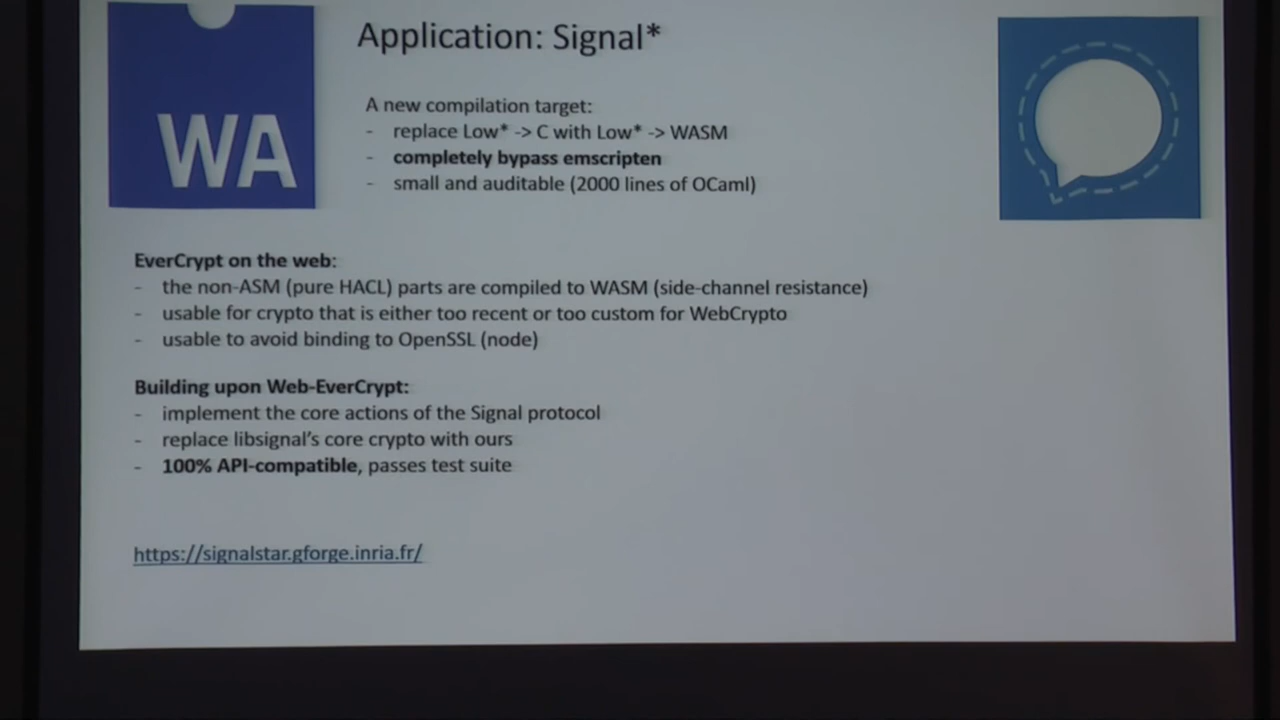 WA
Application: Signal*
A new compilation target:
- replace Low* -> C with Low* -> WASM
- completely bypass emscripten
- small and auditable (2000 lines of OCaml)
EverCrypt on the web:
- the non-ASM (pure HACL) parts are compiled to WASM (side-channel resistance)
- usable for crypto that is either too recent or too custom for WebCrypto
- usable to avoid binding to OpenSSL (node)
Building upon Web-EverCrypt:
- implement the core actions of the Signal protocol
- replace libsignal’s core crypto with ours
- 100% API-compatible, passes test suite
https://signalstar.gforge.inria.fr/